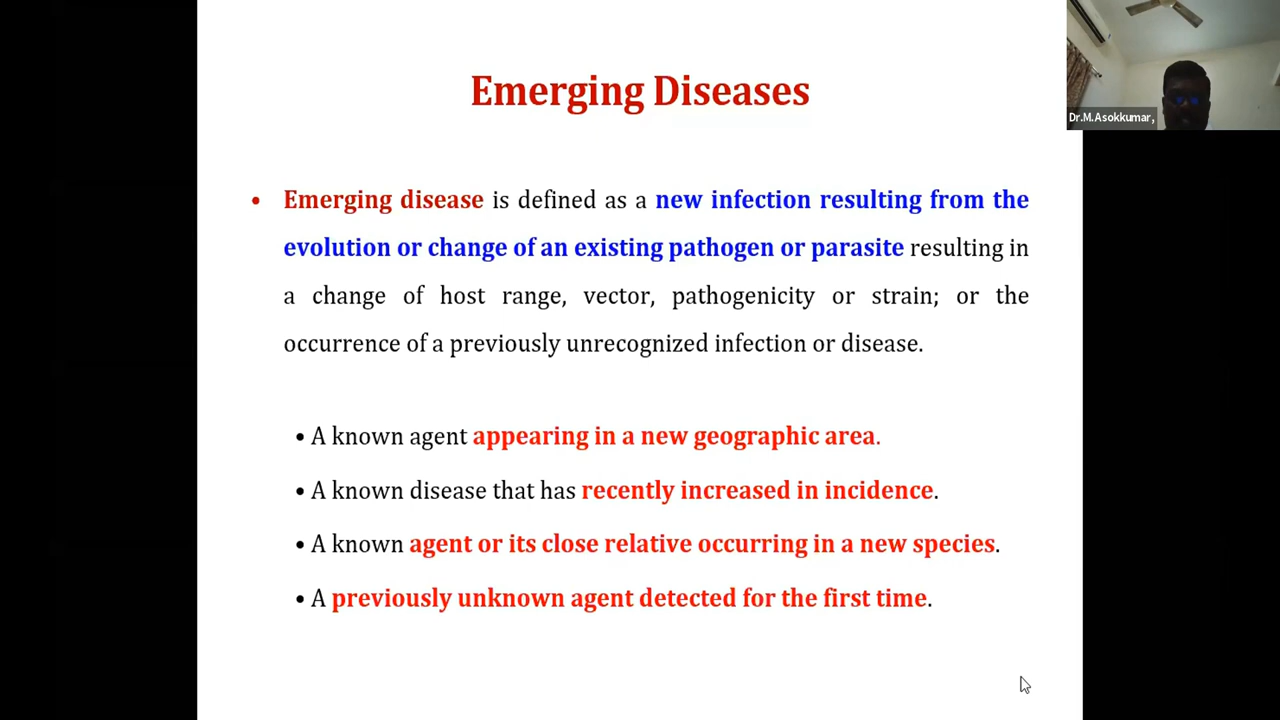 Emerging Diseases
Dr.M.Asokkumar,
• Emerging disease is defined as a new infection resulting from the
evolution or change of an existing pathogen or parasite resulting in
a change of host range, vector, pathogenicity or strain; or the
occurrence of a previously unrecognized infection or disease.
• A known agent appearing in a new geographic area.
• A known disease that has recently increased in incidence.
• A known agent or its close relative occurring in a new species.
• A previously unknown agent detected for the first time.